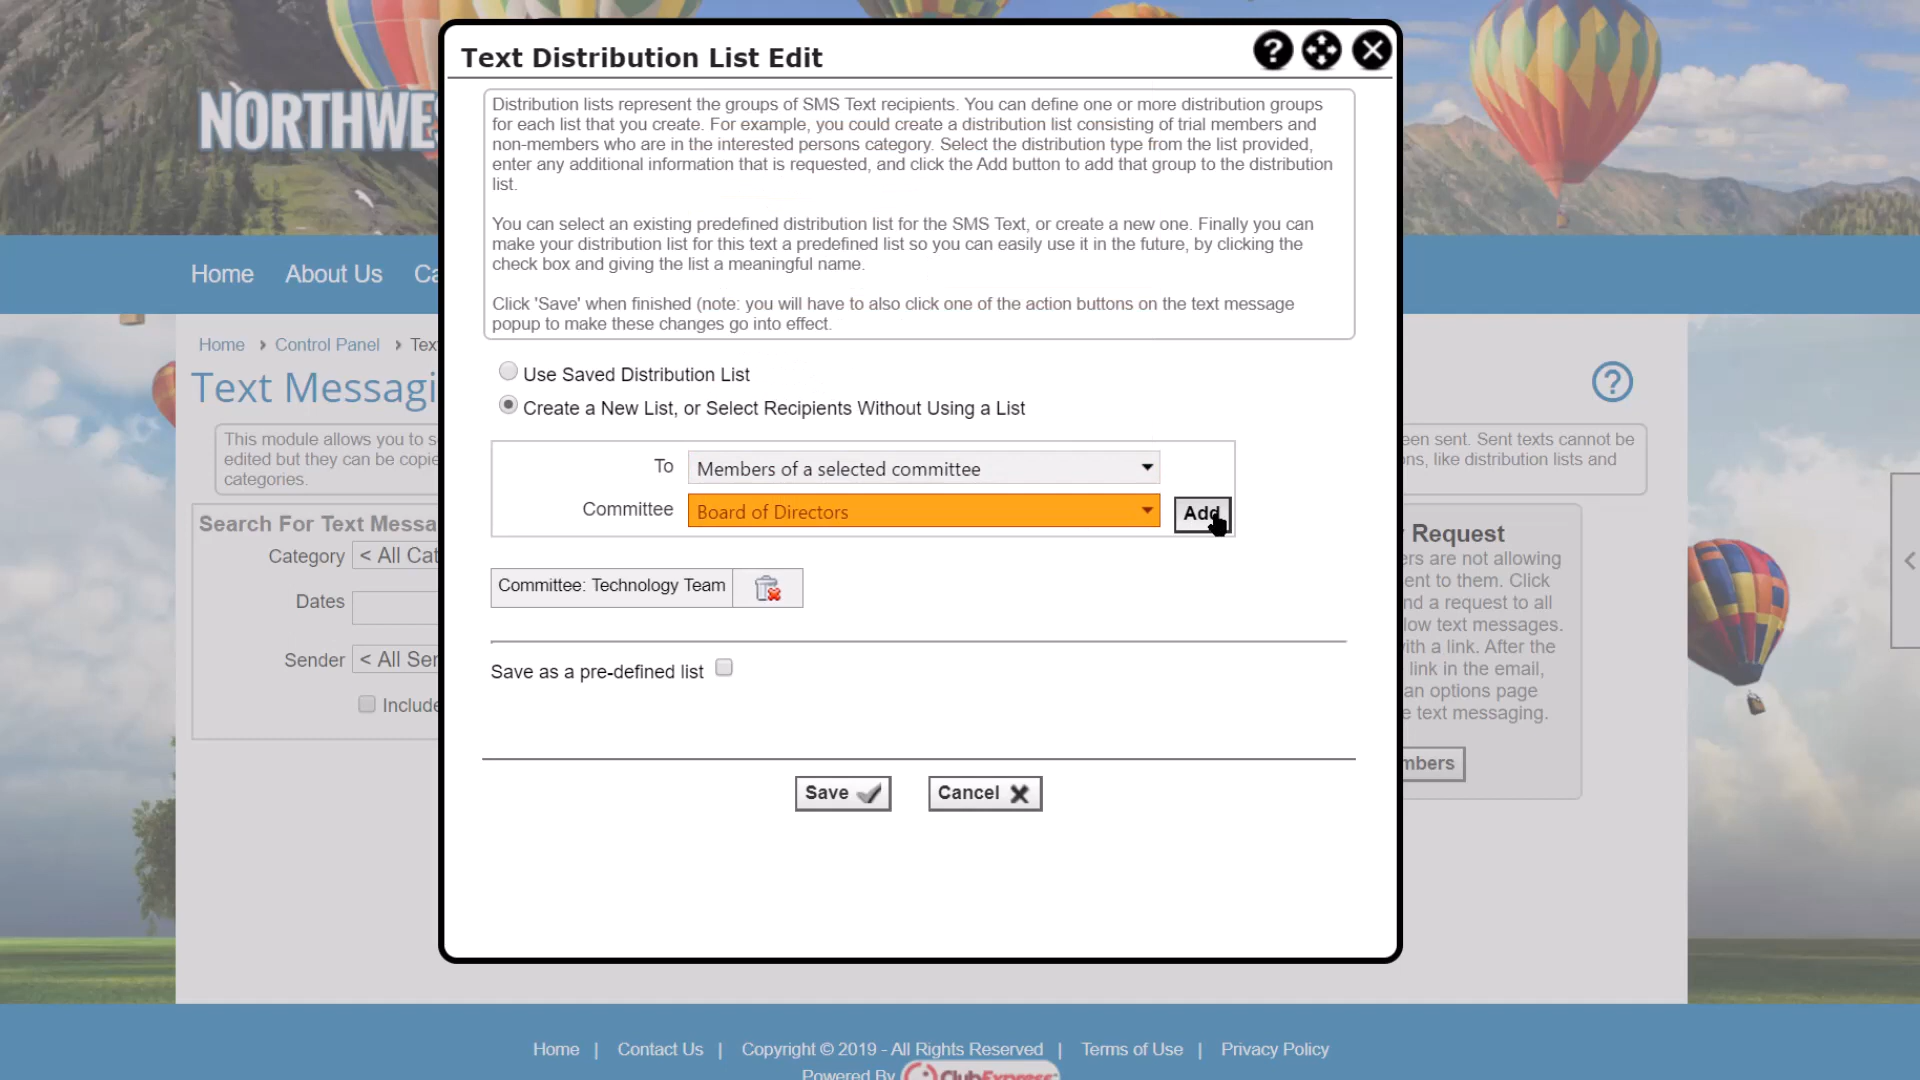 Text Distribution List Edit
Distribution lists represent the groups of SMS Text recipients. You can define one or more distribution groups
for each list that you create. For example, you could create a distribution list consisting of trial members and
non-members who are in the interested persons category. Select the distribution type from the list provided,
enter any additional information that is requested, and click the Add button to add that group to the distribution
list.
You can select an existing predefined distribution list for the SMS Text, or create a new one. Finally you can
make your distribution list for this text a predefined list so you can easily use it in the future, by clicking the
check box and giving the list a meaningful name.
Click 'Save' when finished (note: you will have to also click one of the action buttons on the text message
popup to make these changes go into effect.
Use Saved Distribution List
Create a New List, or Select Recipients Without Using a List
To Members of a selected committee
Committee Board of Directors Add
Committee: Technology Team
Save as a pre-defined list
Save Cancel
NORTHWE
Home About Us Ca
Home › Control Panel › Tex
Text Messagi
This module allows you to s
edited but they can be copie
categories.
een sent. Sent texts cannot be
ns, like distribution lists and
Search For Text Messa
Category < All Cat
Dates
Sender < All Ser
Include
Request
ers are not allowing
ent to them. Click
nd a request to all
low text messages.
ith a link. After the
link in the email,
an options page
e text messaging.
mbers
Home | Contact Us | Copyright © 2019 - All Rights Reserved | Terms of Use | Privacy Policy
Powered By ClubExpress